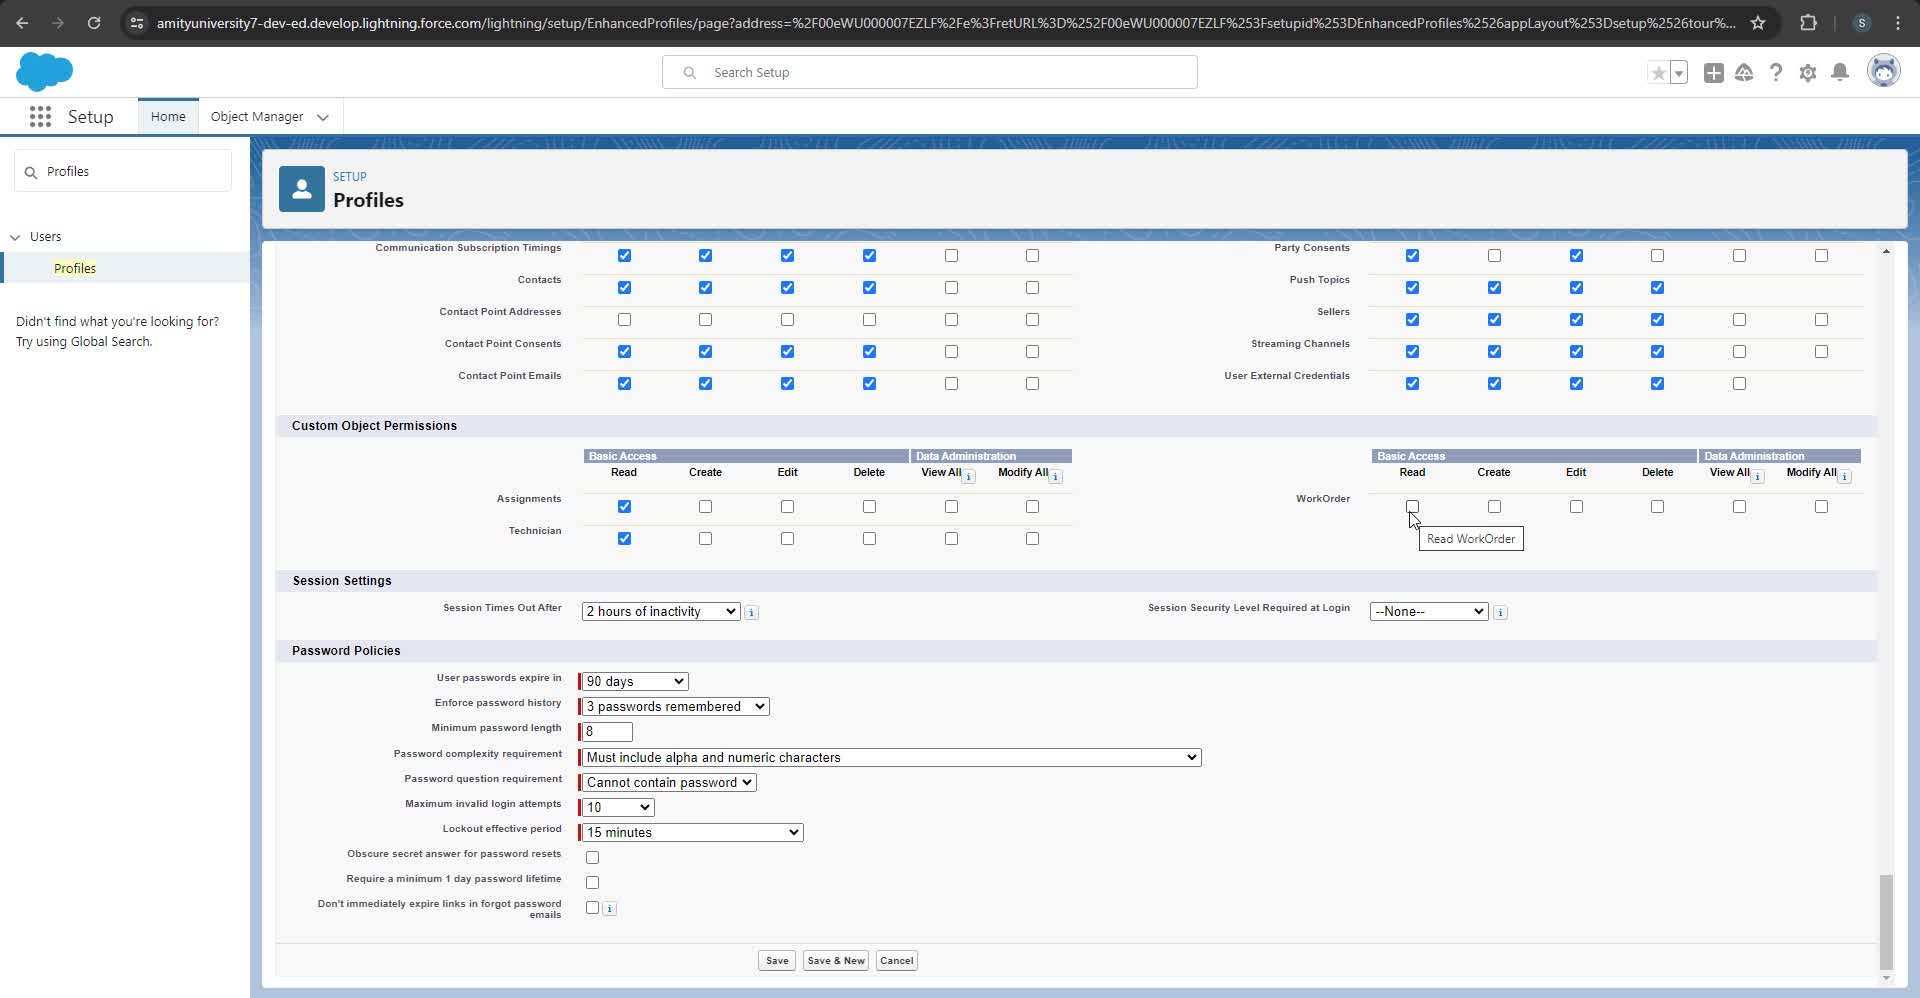 amityuniversity7-dev-ed.develop.lightning.force.com/lightning/setup/EnhancedProfiles/page?address=%2F00eWU000007EZLF%2Fe%3FretURL%3D%252F00eWU000007EZLF%253Fsetupid%253DEnhancedProfiles%2526appLayout%253Dsetup%2526tour%...
S
Search Setup
Setup
Home
Object Manager
Profiles
Users
Profiles
Didn't find what you're looking for?
Try using Global Search.
SETUP
Profiles
Communication Subscription Timings
Party Consents
Contacts
Push Topics
Contact Point Addresses
Sellers
Contact Point Consents
Streaming Channels
Contact Point Emails
User External Credentials
Custom Object Permissions
Basic Access Data Administration
Basic Access Data Administration
Read Create Edit Delete View All i Modify All i
Read Create Edit Delete View All i Modify All i
Assignments
WorkOrder
Technician
Read WorkOrder
Session Settings
Session Times Out After 2 hours of inactivity i
Session Security Level Required at Login --None-- i
Password Policies
User passwords expire in 90 days
Enforce password history 3 passwords remembered
Minimum password length 8
Password complexity requirement Must include alpha and numeric characters
Password question requirement Cannot contain password
Maximum invalid login attempts 10
Lockout effective period 15 minutes
Obscure secret answer for password resets
Require a minimum 1 day password lifetime
Don't immediately expire links in forgot password
emails i
Save Save & New Cancel